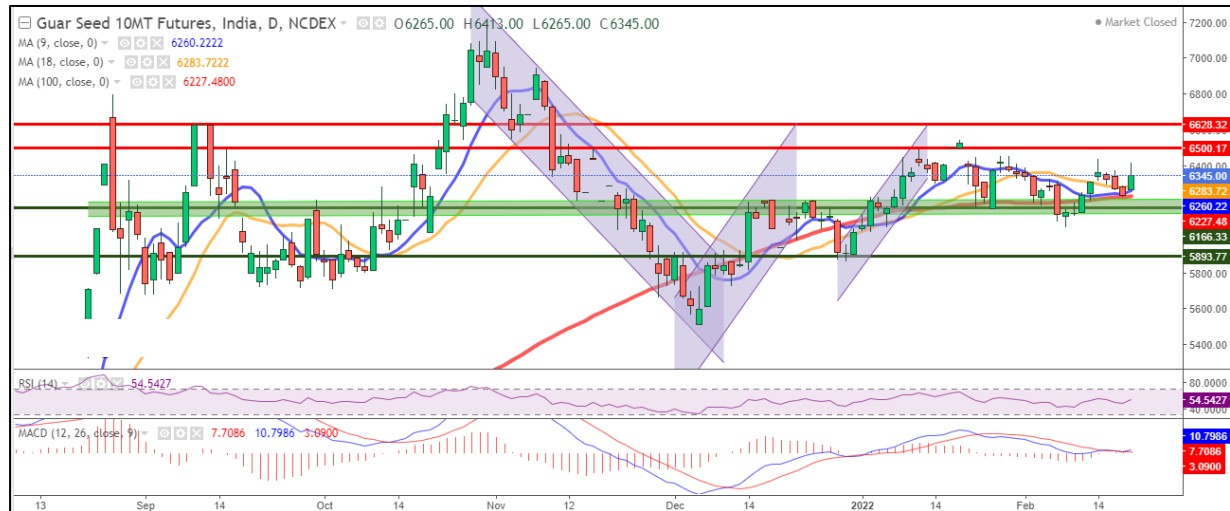 Guar Seed 10MT Futures, India, D, NCDEX O6265.00 H6413.00 L6265.00 C6345.00
Market Closed
MA (9, close, 0) 6260.2222
MA (18, close, 0) 6283.7222
MA (100, close, 0) 6227.4800
7200.00
7000.00
6800.00
6628.32
6500.17
6400.00
6345.00
6283.72
6260.22
6227.48
6166.33
5893.77
5800.00
5600.00
5400.00
RSI (14) 54.5427
80.0000
54.5427
40.0000
MACD (12, 26, close, 9) 7.7086 10.7986 3.0900
10.7986
7.7086
3.0900
13 Sep 14 Oct 14 Nov 12 Dec 14 2022 14 Feb 14